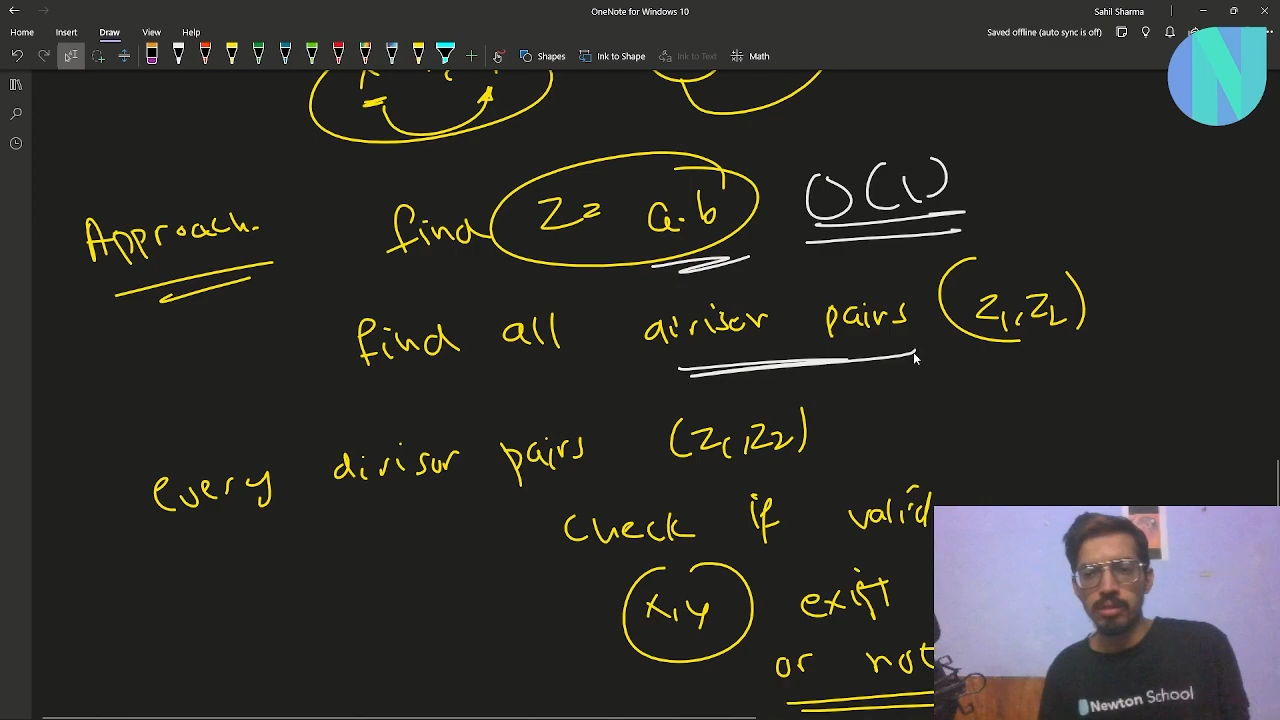 OneNote for Windows 10
Sahil Sharma
Home Insert Draw View Help
Saved offline (auto sync is off)
Shapes Ink to Shape Ink to Text Math
Approach. find Z= a.b O(1)
find all divisor pairs (Z1, Z2)
every divisor pairs (Z1, Z2)
check if valid
x, y exist
or not
Newton School